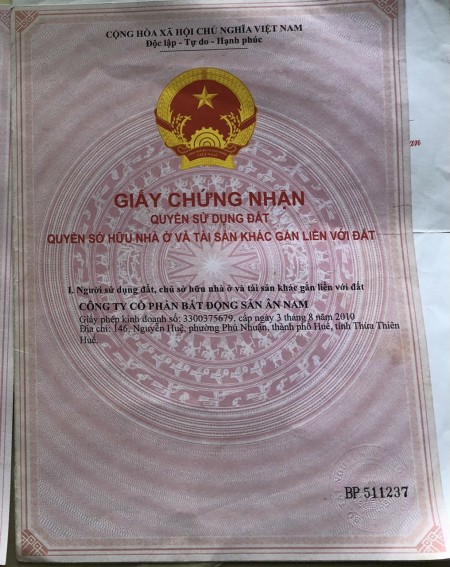 CỘNG HÒA XÃ HỘI CHỦ NGHĨA VIỆT NAM
Độc lập - Tự do - Hạnh phúc
GIẤY CHỨNG NHẬN
QUYỀN SỬ DỤNG ĐẤT
QUYỀN SỞ HỮU NHÀ Ở VÀ TÀI SẢN KHÁC GẮN LIỀN VỚI ĐẤT
I. Người sử dụng đất, chủ sở hữu nhà ở và tài sản khác gắn liền với đất
CÔNG TY CỔ PHẦN BẤT ĐỘNG SẢN ÂN NAM
Giấy phép kinh doanh số: 3300375679, cấp ngày 3 tháng 8 năm 2010
Địa chỉ: 146, Nguyễn Huệ, phường Phú Nhuận, thành phố Huế, tỉnh Thừa Thiên
Huế.
BP 511237